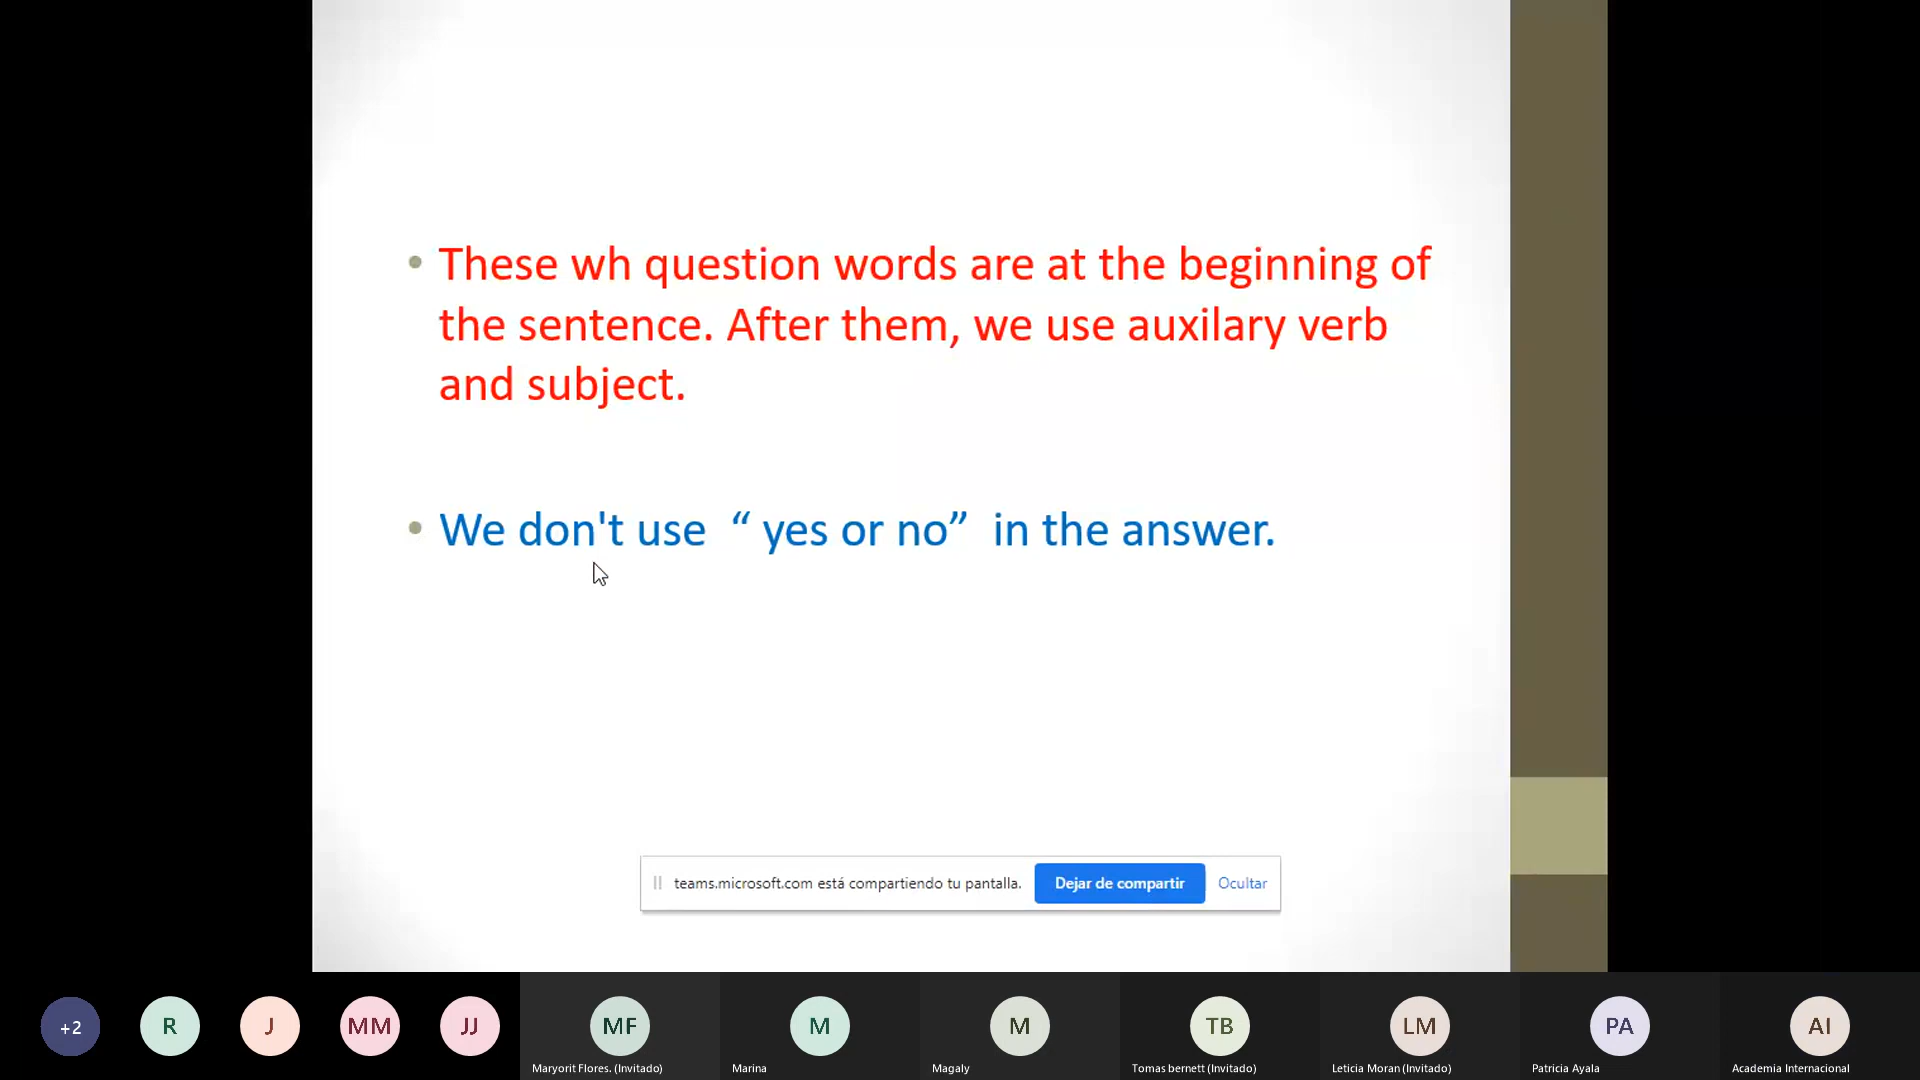 • These wh question words are at the beginning of
the sentence. After them, we use auxilary verb
and subject.
• We don't use “ yes or no” in the answer.
teams.microsoft.com está compartiendo tu pantalla. Dejar de compartir Ocultar
+2 R J MM JJ MF M M TB LM PA AI
Maryorit Flores. (Invitado) Marina Magaly Tomas bernett (Invitado) Leticia Moran (Invitado) Patricia Ayala Academia Internacional